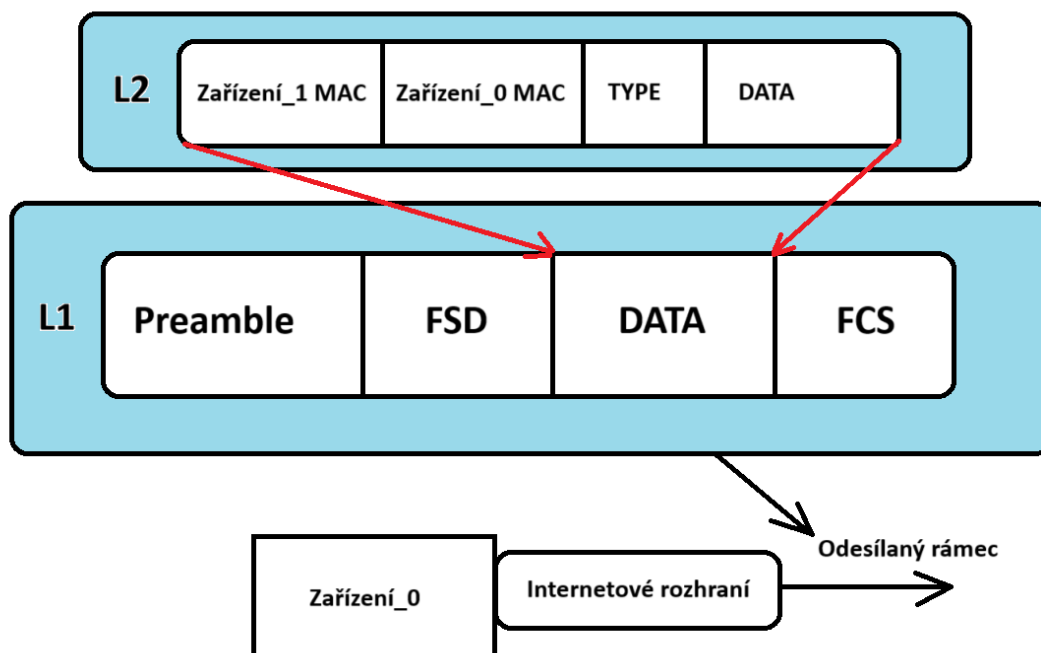 L2
Zařízení_1 MAC
Zařízení_0 MAC
TYPE
DATA
L1
Preamble
FSD
DATA
FCS
Odesílaný rámec
Zařízení_0
Internetové rozhraní